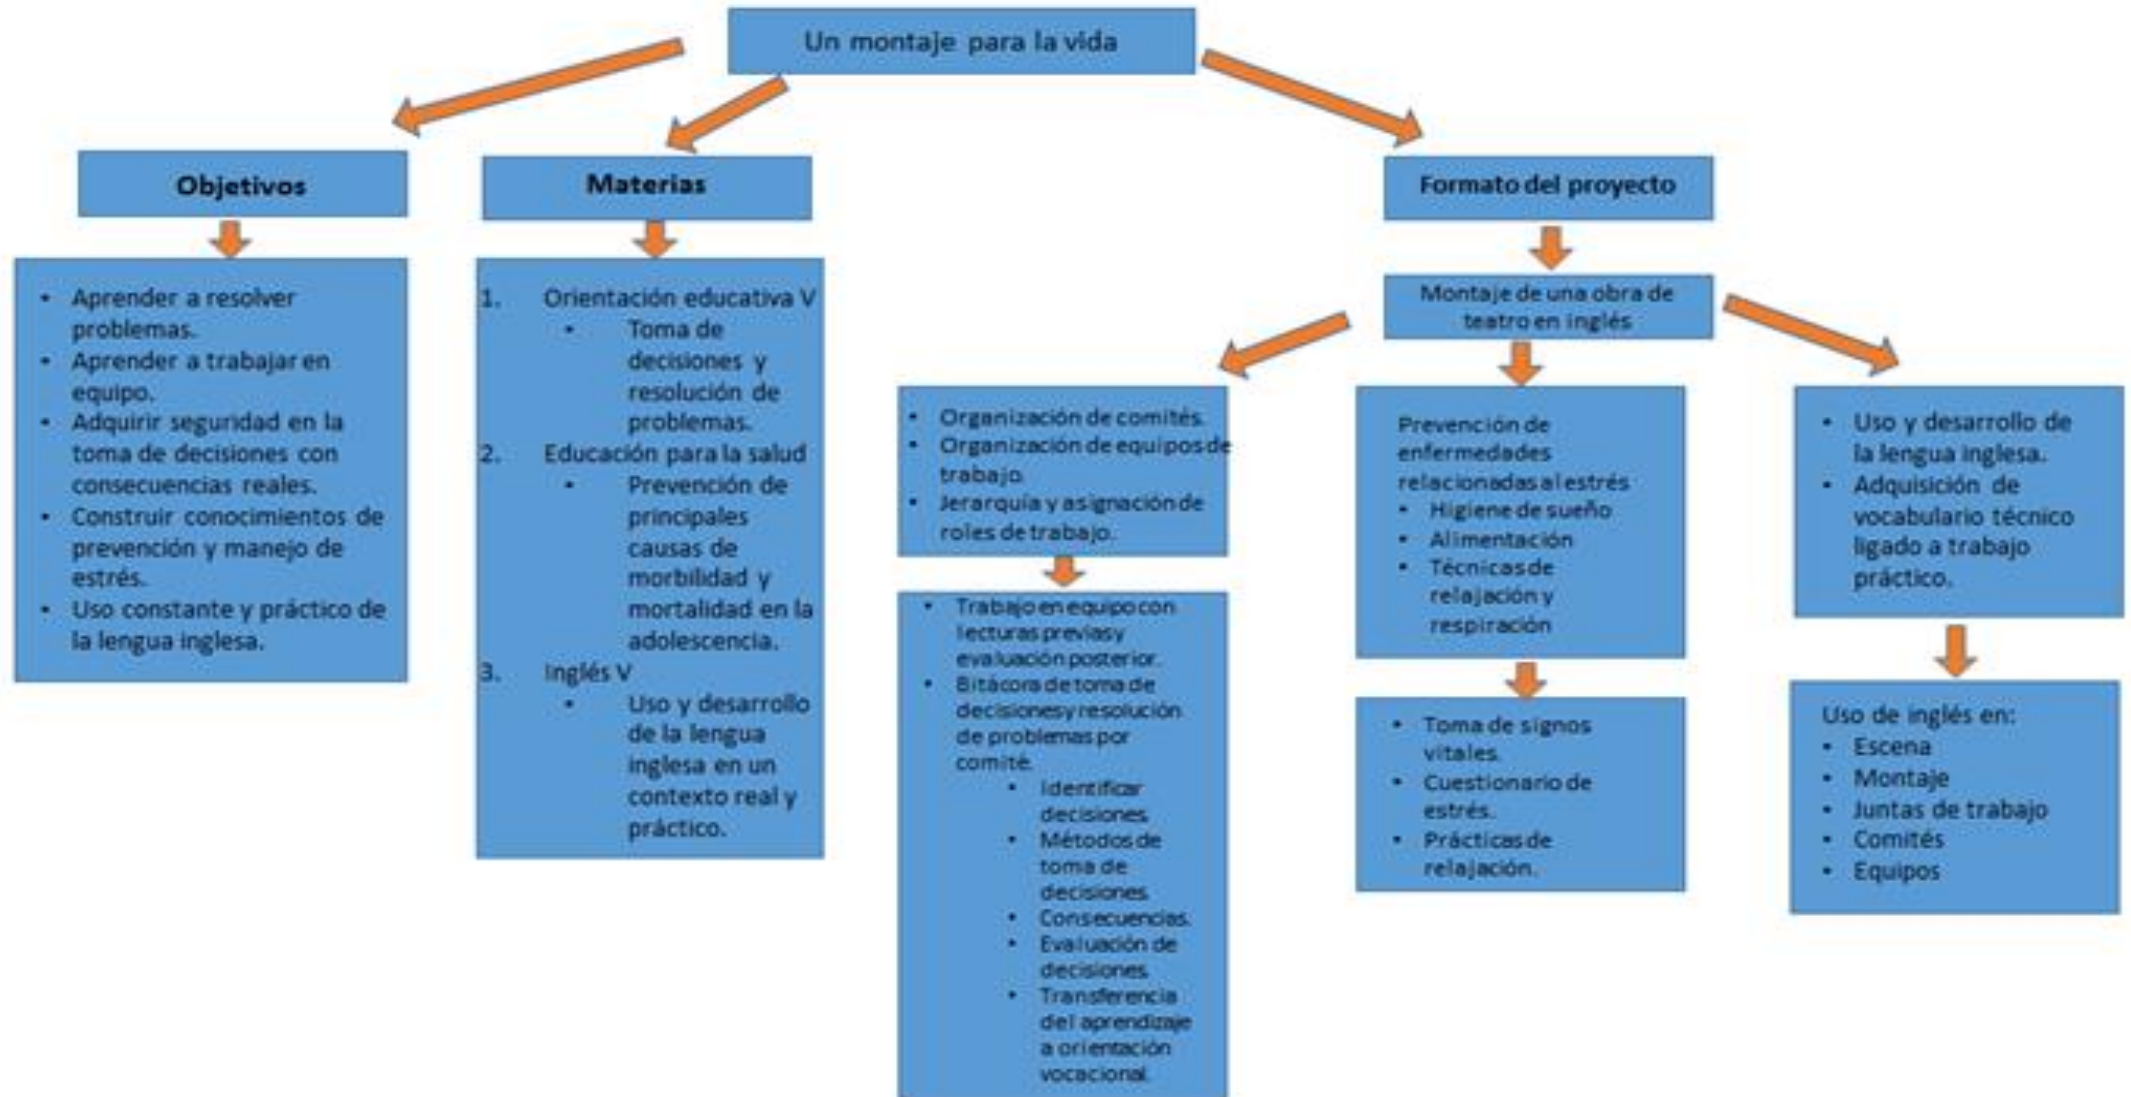 Un montaje para la vida
Objetivos
• Aprender a resolver
problemas.
• Aprender a trabajar en
equipo.
• Adquirir seguridad en la
toma de decisiones con
consecuencias reales.
• Construir conocimientos de
prevención y manejo de
estrés.
• Uso constante y práctico de
la lengua inglesa.
Materias
1. Orientación educativa V
• Toma de
decisiones y
resolución de
problemas.
2. Educación para la salud
• Prevención de
principales
causas de
morbilidad y
mortalidad en la
adolescencia.
3. Inglés V
• Uso y desarrollo
de la lengua
inglesa en un
contexto real y
práctico.
Formato del proyecto
Montaje de una obra de
teatro en inglés
• Organización de comités.
• Organización de equipos de
trabajo.
• Jerarquía y asignación de
roles de trabajo.
• Trabajo en equipo con
lecturas previas y
evaluación posterior.
• Bitácora de toma de
decisiones y resolución
de problemas por
comité.
• Identificar
decisiones.
• Métodos de
toma de
decisiones.
• Consecuencias.
• Evaluación de
decisiones.
• Transferencia
del aprendizaje
a orientación
vocacional.
Prevención de
enfermedades
relacionadas al estrés
• Higiene de sueño
• Alimentación
• Técnicas de
relajación y
respiración
• Toma de signos
vitales.
• Cuestionario de
estrés.
• Prácticas de
relajación.
• Uso y desarrollo de
la lengua inglesa.
• Adquisición de
vocabulario técnico
ligado a trabajo
práctico.
Uso de inglés en:
• Escena
• Montaje
• Juntas de trabajo
• Comités
• Equipos